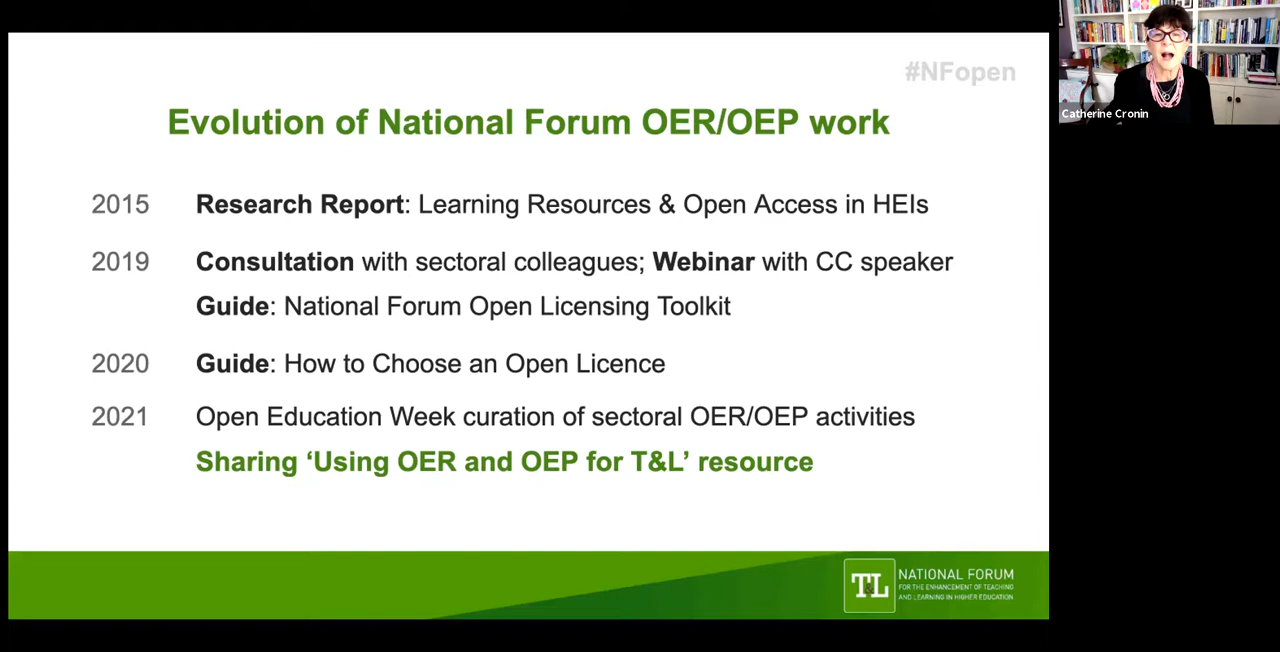 #NFopen
Catherine Cronin
Evolution of National Forum OER/OEP work
2015 Research Report: Learning Resources & Open Access in HEIs
2019 Consultation with sectoral colleagues; Webinar with CC speaker
Guide: National Forum Open Licensing Toolkit
2020 Guide: How to Choose an Open Licence
2021 Open Education Week curation of sectoral OER/OEP activities
Sharing ‘Using OER and OEP for T&L’ resource
T&L
NATIONAL FORUM
FOR THE ENHANCEMENT OF TEACHING
AND LEARNING IN HIGHER EDUCATION